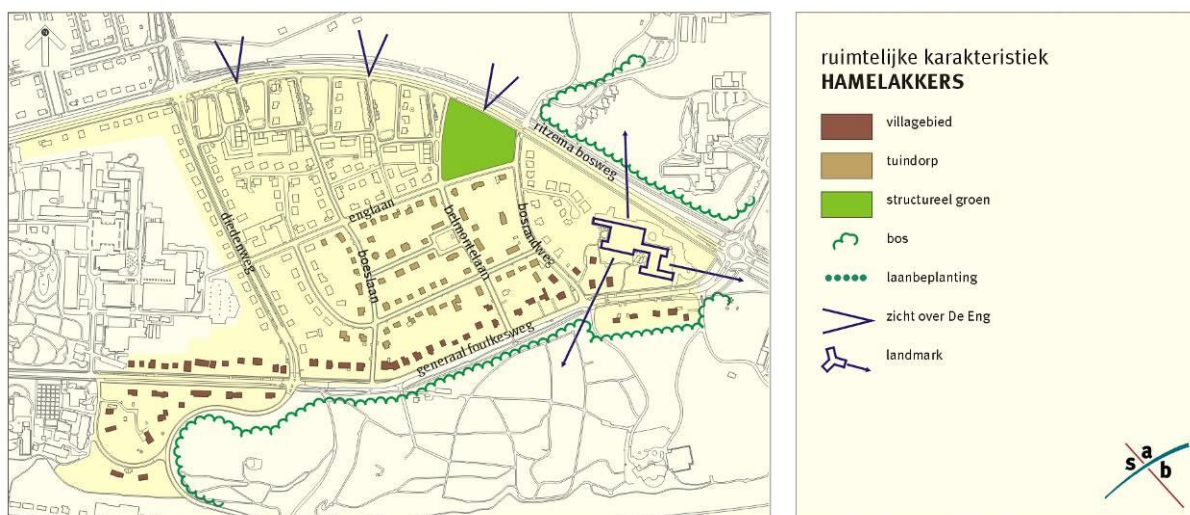 ritzema bosweg
englaan
diedenweg
boeslaan
belmontelaan
bosrandweg
generaal foulkesweg
ruimtelijke karakteristiek
HAMELAKKERS
villagebied
tuindorp
structureel groen
bos
laanbeplanting
zicht over De Eng
landmark
s a b